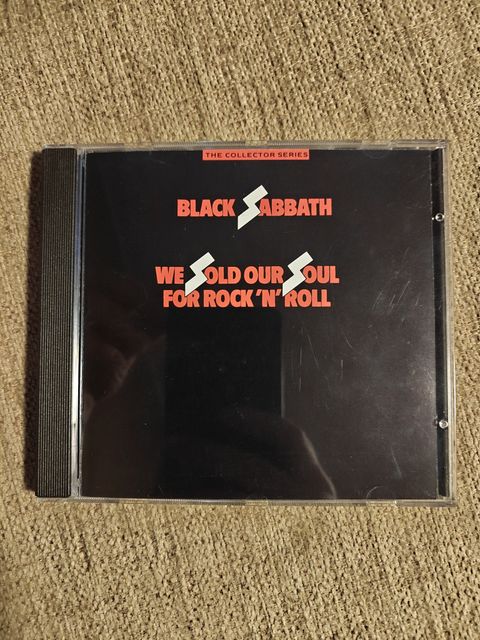 THE COLLECTOR SERIES
BLACK SABBATH
WE SOLD OUR SOUL
FOR ROCK 'N' ROLL